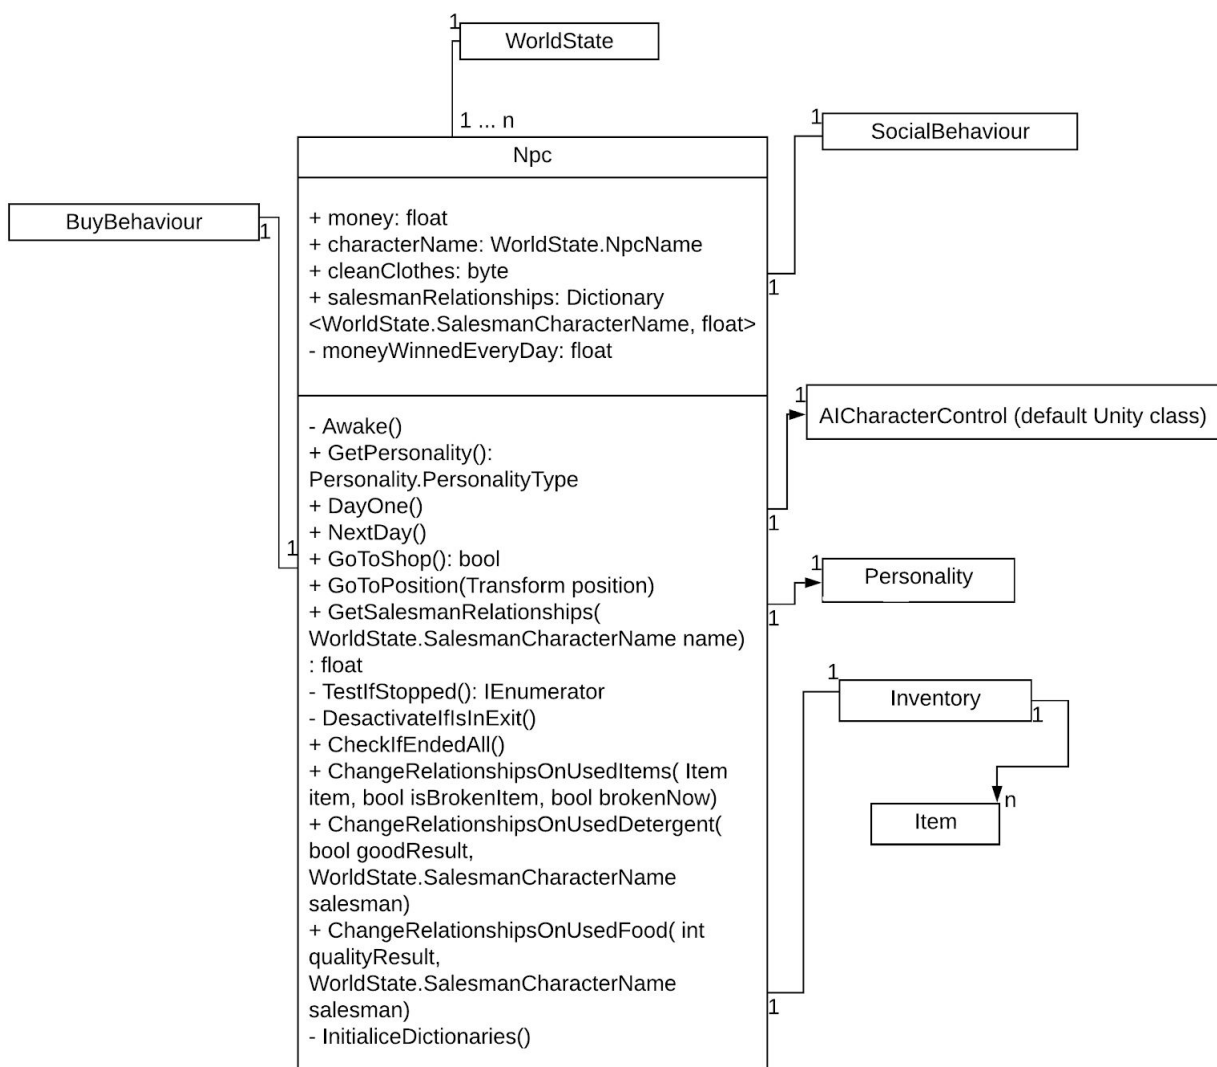 1
WorldState
1 ... n
1
SocialBehaviour
Npc
BuyBehaviour
1
+ money: float
+ characterName: WorldState.NpcName
+ cleanClothes: byte
+ salesmanRelationships: Dictionary
<WorldState.SalesmanCharacterName, float>
- moneyWinnedEveryDay: float
1
1
AICharacterControl (default Unity class)
- Awake()
+ GetPersonality():
Personality.PersonalityType
+ DayOne()
+ NextDay()
+ GoToShop(): bool
+ GoToPosition(Transform position)
+ GetSalesmanRelationships(
WorldState.SalesmanCharacterName name)
: float
- TestIfStopped(): IEnumerator
- DesactivateIfIsInExit()
+ CheckIfEndedAll()
+ ChangeRelationshipsOnUsedItems( Item
item, bool isBrokenItem, bool brokenNow)
+ ChangeRelationshipsOnUsedDetergent(
bool goodResult,
WorldState.SalesmanCharacterName
salesman)
+ ChangeRelationshipsOnUsedFood( int
qualityResult,
WorldState.SalesmanCharacterName
salesman)
- InitialiceDictionaries()
1
1
1
Personality
1
1
Inventory
1
n
Item
1